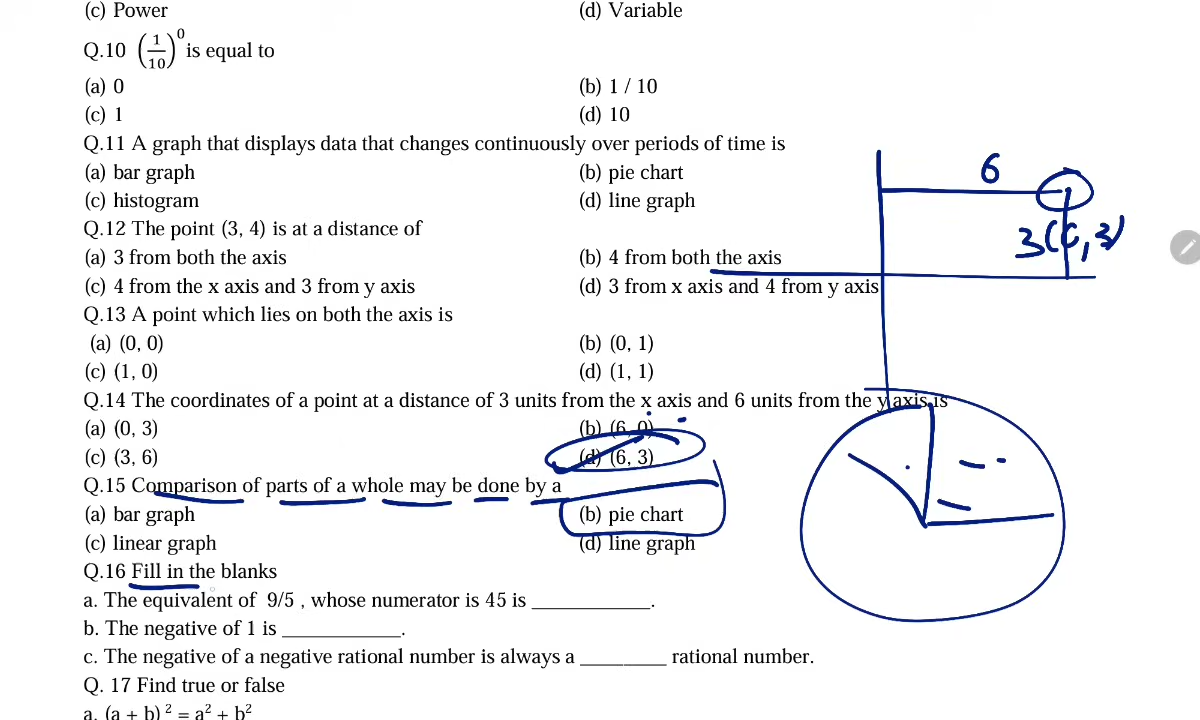 (c) Power (d) Variable
Q.10 (1/10)⁰ is equal to
(a) 0 (b) 1 / 10
(c) 1 (d) 10
Q.11 A graph that displays data that changes continuously over periods of time is
(a) bar graph (b) pie chart
(c) histogram (d) line graph
Q.12 The point (3, 4) is at a distance of
(a) 3 from both the axis (b) 4 from both the axis
(c) 4 from the x axis and 3 from y axis (d) 3 from x axis and 4 from y axis
Q.13 A point which lies on both the axis is
(a) (0, 0) (b) (0, 1)
(c) (1, 0) (d) (1, 1)
Q.14 The coordinates of a point at a distance of 3 units from the x axis and 6 units from the y axis is
(a) (0, 3) (b) (6, 0)
(c) (3, 6) (d) (6, 3)
Q.15 Comparison of parts of a whole may be done by a
(a) bar graph (b) pie chart
(c) linear graph (d) line graph
Q.16 Fill in the blanks
a. The equivalent of 9/5 , whose numerator is 45 is ____________.
b. The negative of 1 is ____________.
c. The negative of a negative rational number is always a _________ rational number.
Q. 17 Find true or false
a. (a + b) ² = a² + b²
6
3